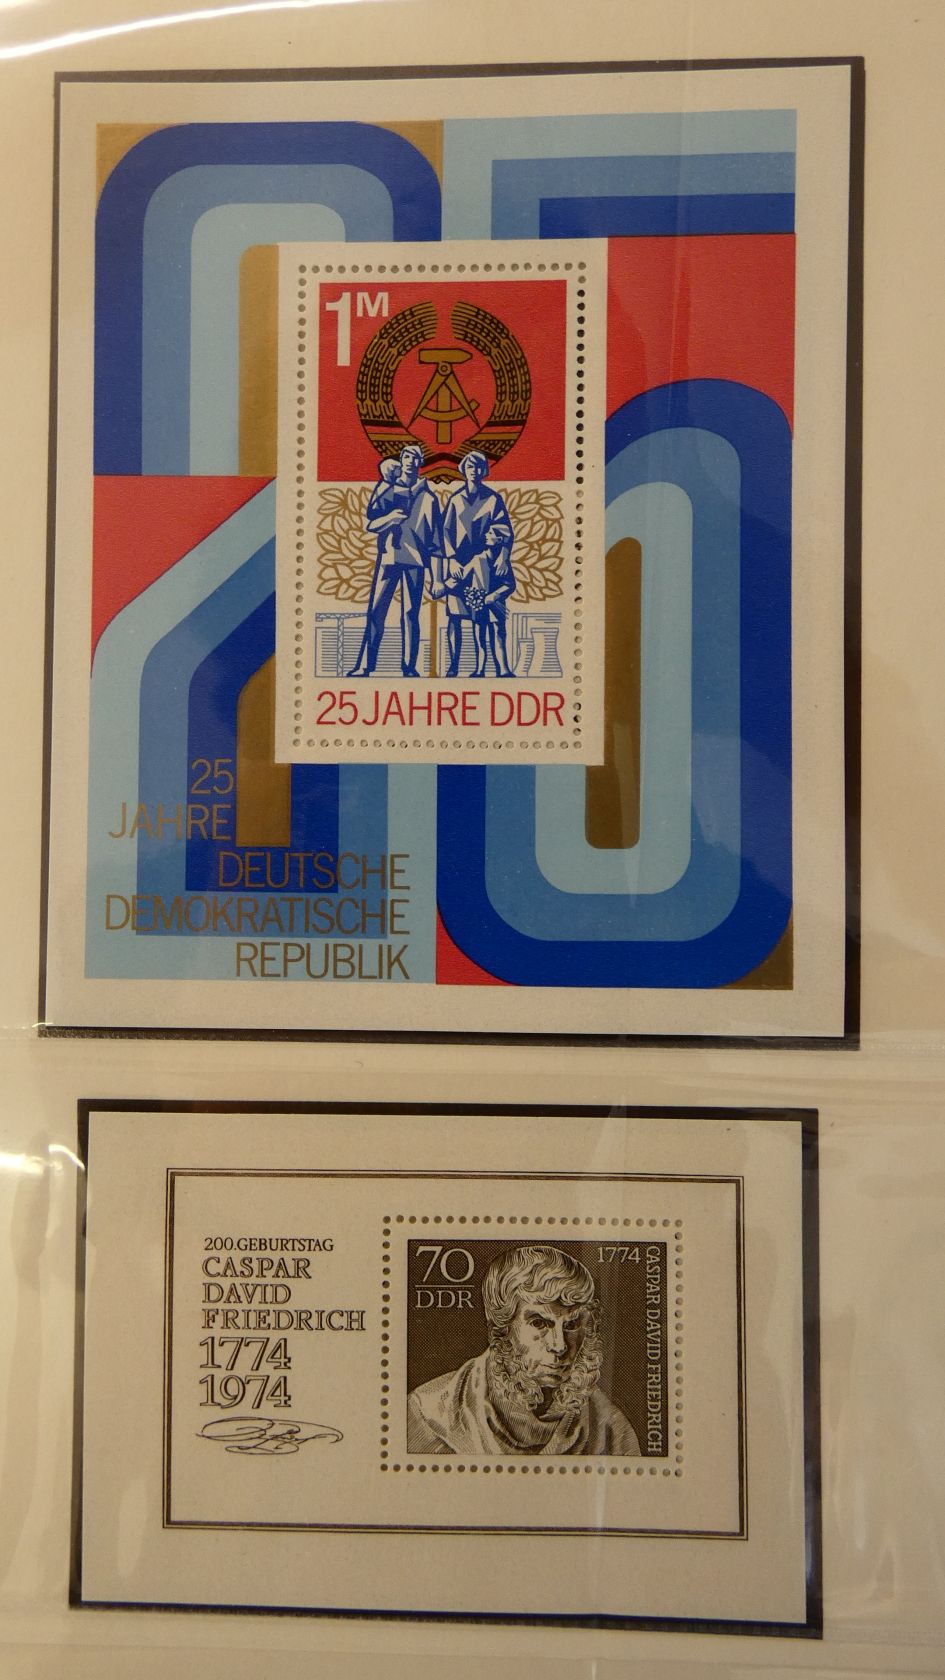 1M
25 JAHRE DDR
25
JAHRE
DEUTSCHE
DEMOKRATISCHE
REPUBLIK
200.GEBURTSTAG
CASPAR
DAVID
FRIEDRICH
1774
1974
70
DDR
1774
CASPAR DAVID FRIEDRICH